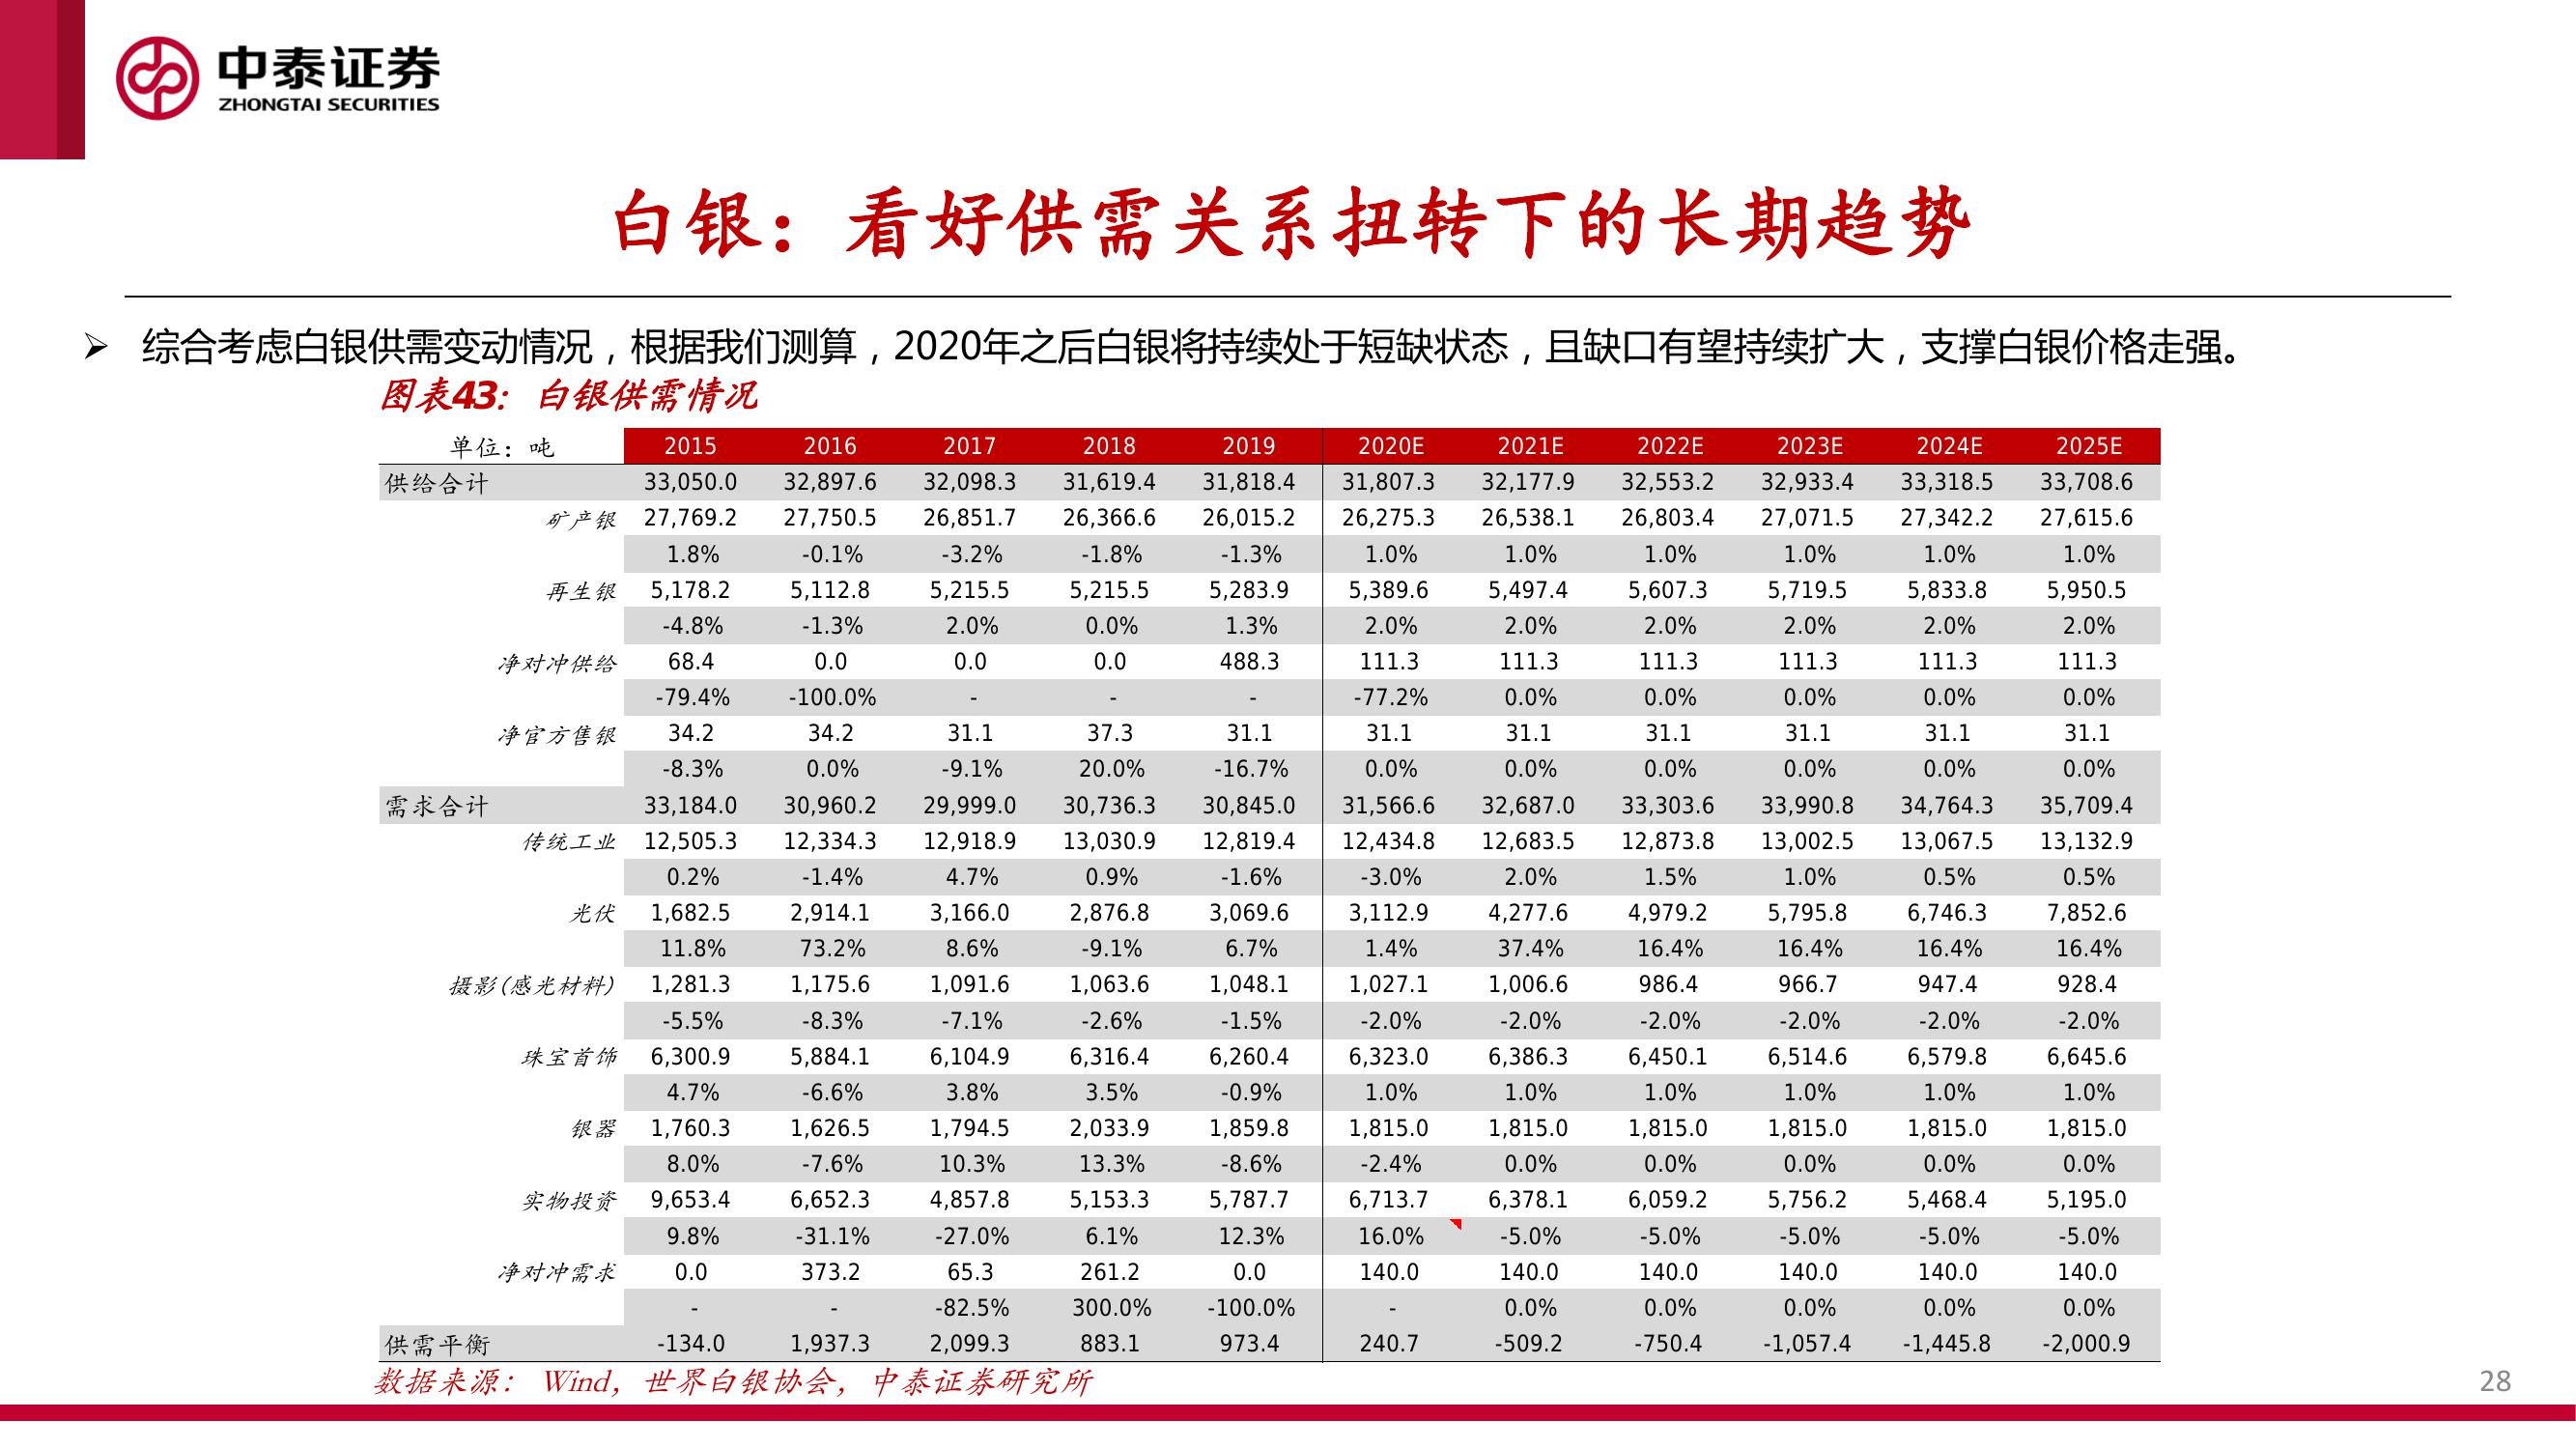 中泰证券
ZHONGTAI SECURITIES
白银：看好供需关系扭转下的长期趋势
➢ 综合考虑白银供需变动情况，根据我们测算，2020年之后白银将持续处于短缺状态，且缺口有望持续扩大，支撑白银价格走强。
图表43： 白银供需情况
单位：吨 2015 2016 2017 2018 2019 2020E 2021E 2022E 2023E 2024E 2025E
供给合计 33,050.0 32,897.6 32,098.3 31,619.4 31,818.4 31,807.3 32,177.9 32,553.2 32,933.4 33,318.5 33,708.6
矿产银 27,769.2 27,750.5 26,851.7 26,366.6 26,015.2 26,275.3 26,538.1 26,803.4 27,071.5 27,342.2 27,615.6
1.8% -0.1% -3.2% -1.8% -1.3% 1.0% 1.0% 1.0% 1.0% 1.0% 1.0%
再生银 5,178.2 5,112.8 5,215.5 5,215.5 5,283.9 5,389.6 5,497.4 5,607.3 5,719.5 5,833.8 5,950.5
-4.8% -1.3% 2.0% 0.0% 1.3% 2.0% 2.0% 2.0% 2.0% 2.0% 2.0%
净对冲供给 68.4 0.0 0.0 0.0 488.3 111.3 111.3 111.3 111.3 111.3 111.3
-79.4% -100.0% - - - -77.2% 0.0% 0.0% 0.0% 0.0% 0.0%
净官方售银 34.2 34.2 31.1 37.3 31.1 31.1 31.1 31.1 31.1 31.1 31.1
-8.3% 0.0% -9.1% 20.0% -16.7% 0.0% 0.0% 0.0% 0.0% 0.0% 0.0%
需求合计 33,184.0 30,960.2 29,999.0 30,736.3 30,845.0 31,566.6 32,687.0 33,303.6 33,990.8 34,764.3 35,709.4
传统工业 12,505.3 12,334.3 12,918.9 13,030.9 12,819.4 12,434.8 12,683.5 12,873.8 13,002.5 13,067.5 13,132.9
0.2% -1.4% 4.7% 0.9% -1.6% -3.0% 2.0% 1.5% 1.0% 0.5% 0.5%
光伏 1,682.5 2,914.1 3,166.0 2,876.8 3,069.6 3,112.9 4,277.6 4,979.2 5,795.8 6,746.3 7,852.6
11.8% 73.2% 8.6% -9.1% 6.7% 1.4% 37.4% 16.4% 16.4% 16.4% 16.4%
摄影(感光材料) 1,281.3 1,175.6 1,091.6 1,063.6 1,048.1 1,027.1 1,006.6 986.4 966.7 947.4 928.4
-5.5% -8.3% -7.1% -2.6% -1.5% -2.0% -2.0% -2.0% -2.0% -2.0% -2.0%
珠宝首饰 6,300.9 5,884.1 6,104.9 6,316.4 6,260.4 6,323.0 6,386.3 6,450.1 6,514.6 6,579.8 6,645.6
4.7% -6.6% 3.8% 3.5% -0.9% 1.0% 1.0% 1.0% 1.0% 1.0% 1.0%
银器 1,760.3 1,626.5 1,794.5 2,033.9 1,859.8 1,815.0 1,815.0 1,815.0 1,815.0 1,815.0 1,815.0
8.0% -7.6% 10.3% 13.3% -8.6% -2.4% 0.0% 0.0% 0.0% 0.0% 0.0%
实物投资 9,653.4 6,652.3 4,857.8 5,153.3 5,787.7 6,713.7 6,378.1 6,059.2 5,756.2 5,468.4 5,195.0
9.8% -31.1% -27.0% 6.1% 12.3% 16.0% -5.0% -5.0% -5.0% -5.0% -5.0%
净对冲需求 0.0 373.2 65.3 261.2 0.0 140.0 140.0 140.0 140.0 140.0 140.0
- - -82.5% 300.0% -100.0% - 0.0% 0.0% 0.0% 0.0% 0.0%
供需平衡 -134.0 1,937.3 2,099.3 883.1 973.4 240.7 -509.2 -750.4 -1,057.4 -1,445.8 -2,000.9
数据来源： Wind，世界白银协会，中泰证券研究所
28